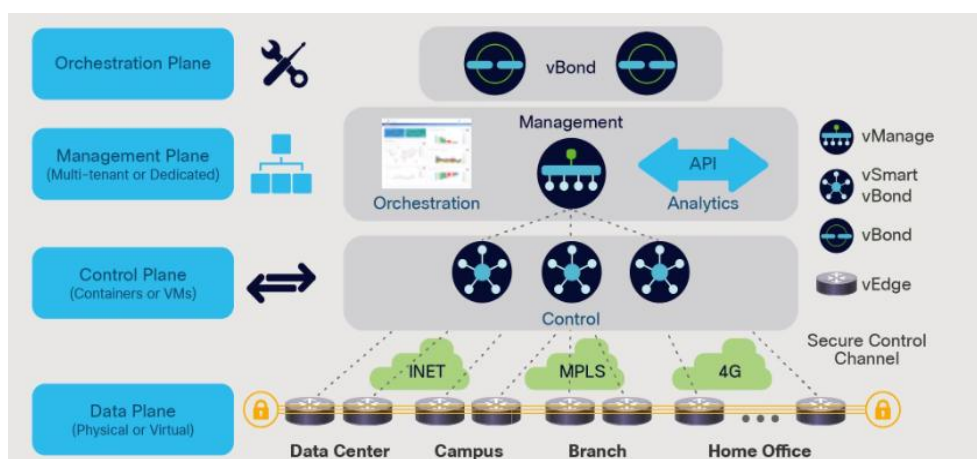 Orchestration Plane
vBond
Management Plane
(Multi-tenant or Dedicated)
Management
API
Orchestration
Analytics
vManage
vSmart
vBond
vBond
vEdge
Control Plane
(Containers or VMs)
Control
Secure Control
Channel
INET
MPLS
4G
Data Plane
(Physical or Virtual)
Data Center
Campus
Branch
Home Office